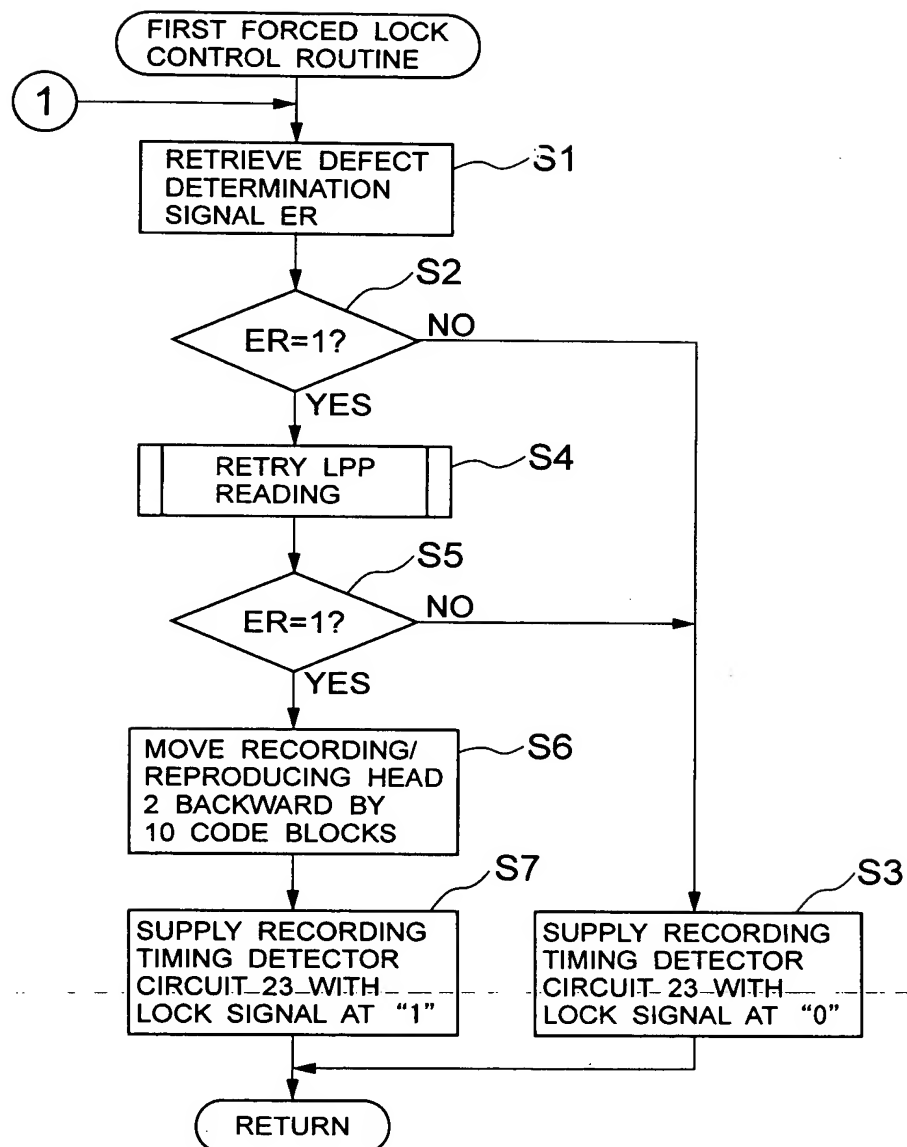 FIRST FORCED LOCK
CONTROL ROUTINE
1
RETRIEVE DEFECT
DETERMINATION
SIGNAL ER
S1
S2
ER=1?
NO
YES
RETRY LPP
READING
S4
S5
ER=1?
NO
YES
MOVE RECORDING/
REPRODUCING HEAD
2 BACKWARD BY
10 CODE BLOCKS
S6
S7
SUPPLY RECORDING
TIMING DETECTOR
CIRCUIT 23 WITH
LOCK SIGNAL AT “1”
S3
SUPPLY RECORDING
TIMING DETECTOR
CIRCUIT 23 WITH
LOCK SIGNAL AT “0”
RETURN